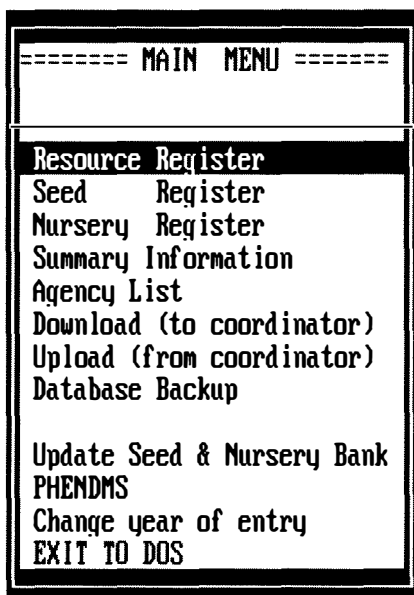 ======== MAIN MENU =======
Resource Register
Seed Register
Nursery Register
Summary Information
Agency List
Download (to coordinator)
Upload (from coordinator)
Database Backup
Update Seed & Nursery Bank
PHENDMS
Change year of entry
EXIT TO DOS